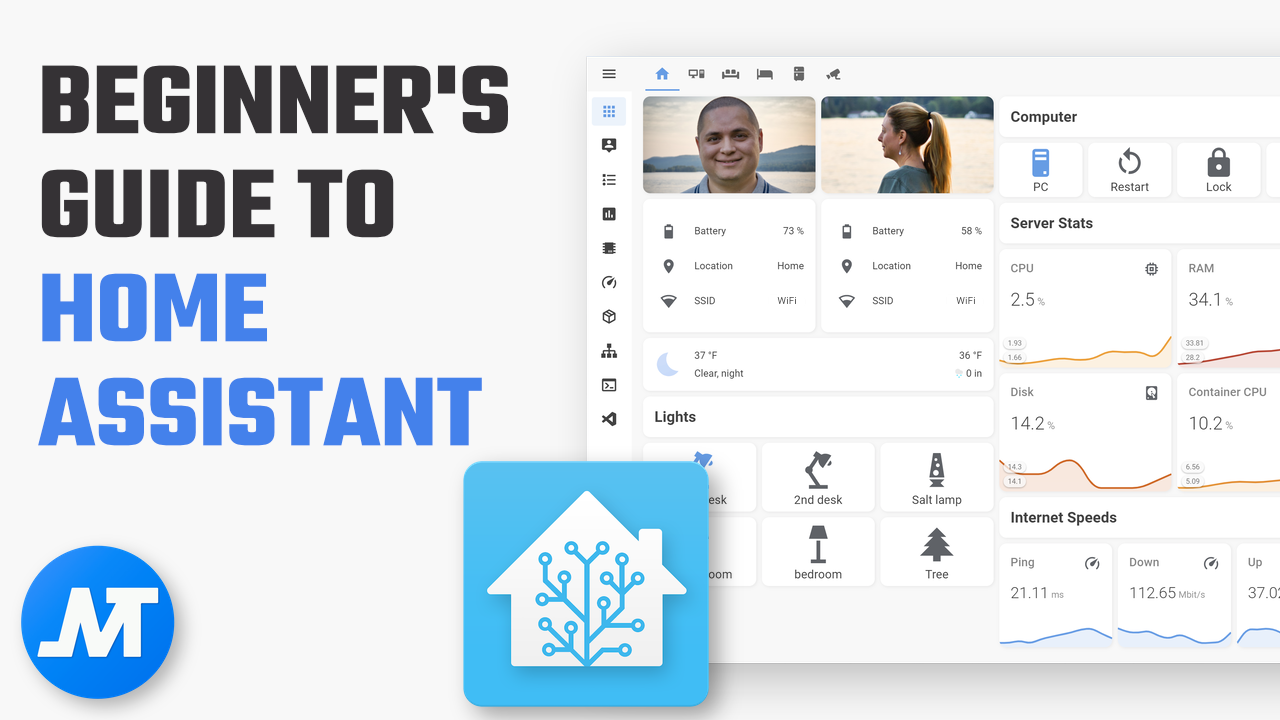 BEGINNER'S
GUIDE TO
HOME
ASSISTANT
MT
Battery 73 %
Location Home
SSID WiFi
Battery 58 %
Location Home
SSID WiFi
37 °F 36 °F
Clear, night 0 in
Lights
esk
2nd desk
Salt lamp
oom
bedroom
Tree
Computer
PC
Restart
Lock
Server Stats
CPU
2.5 %
1.93
1.66
RAM
34.1 %
33.81
28.2
Disk
14.2 %
14.3
14.1
Container CPU
10.2 %
6.56
5.09
Internet Speeds
Ping
21.11 ms
Down
112.65 Mbit/s
Up
37.0